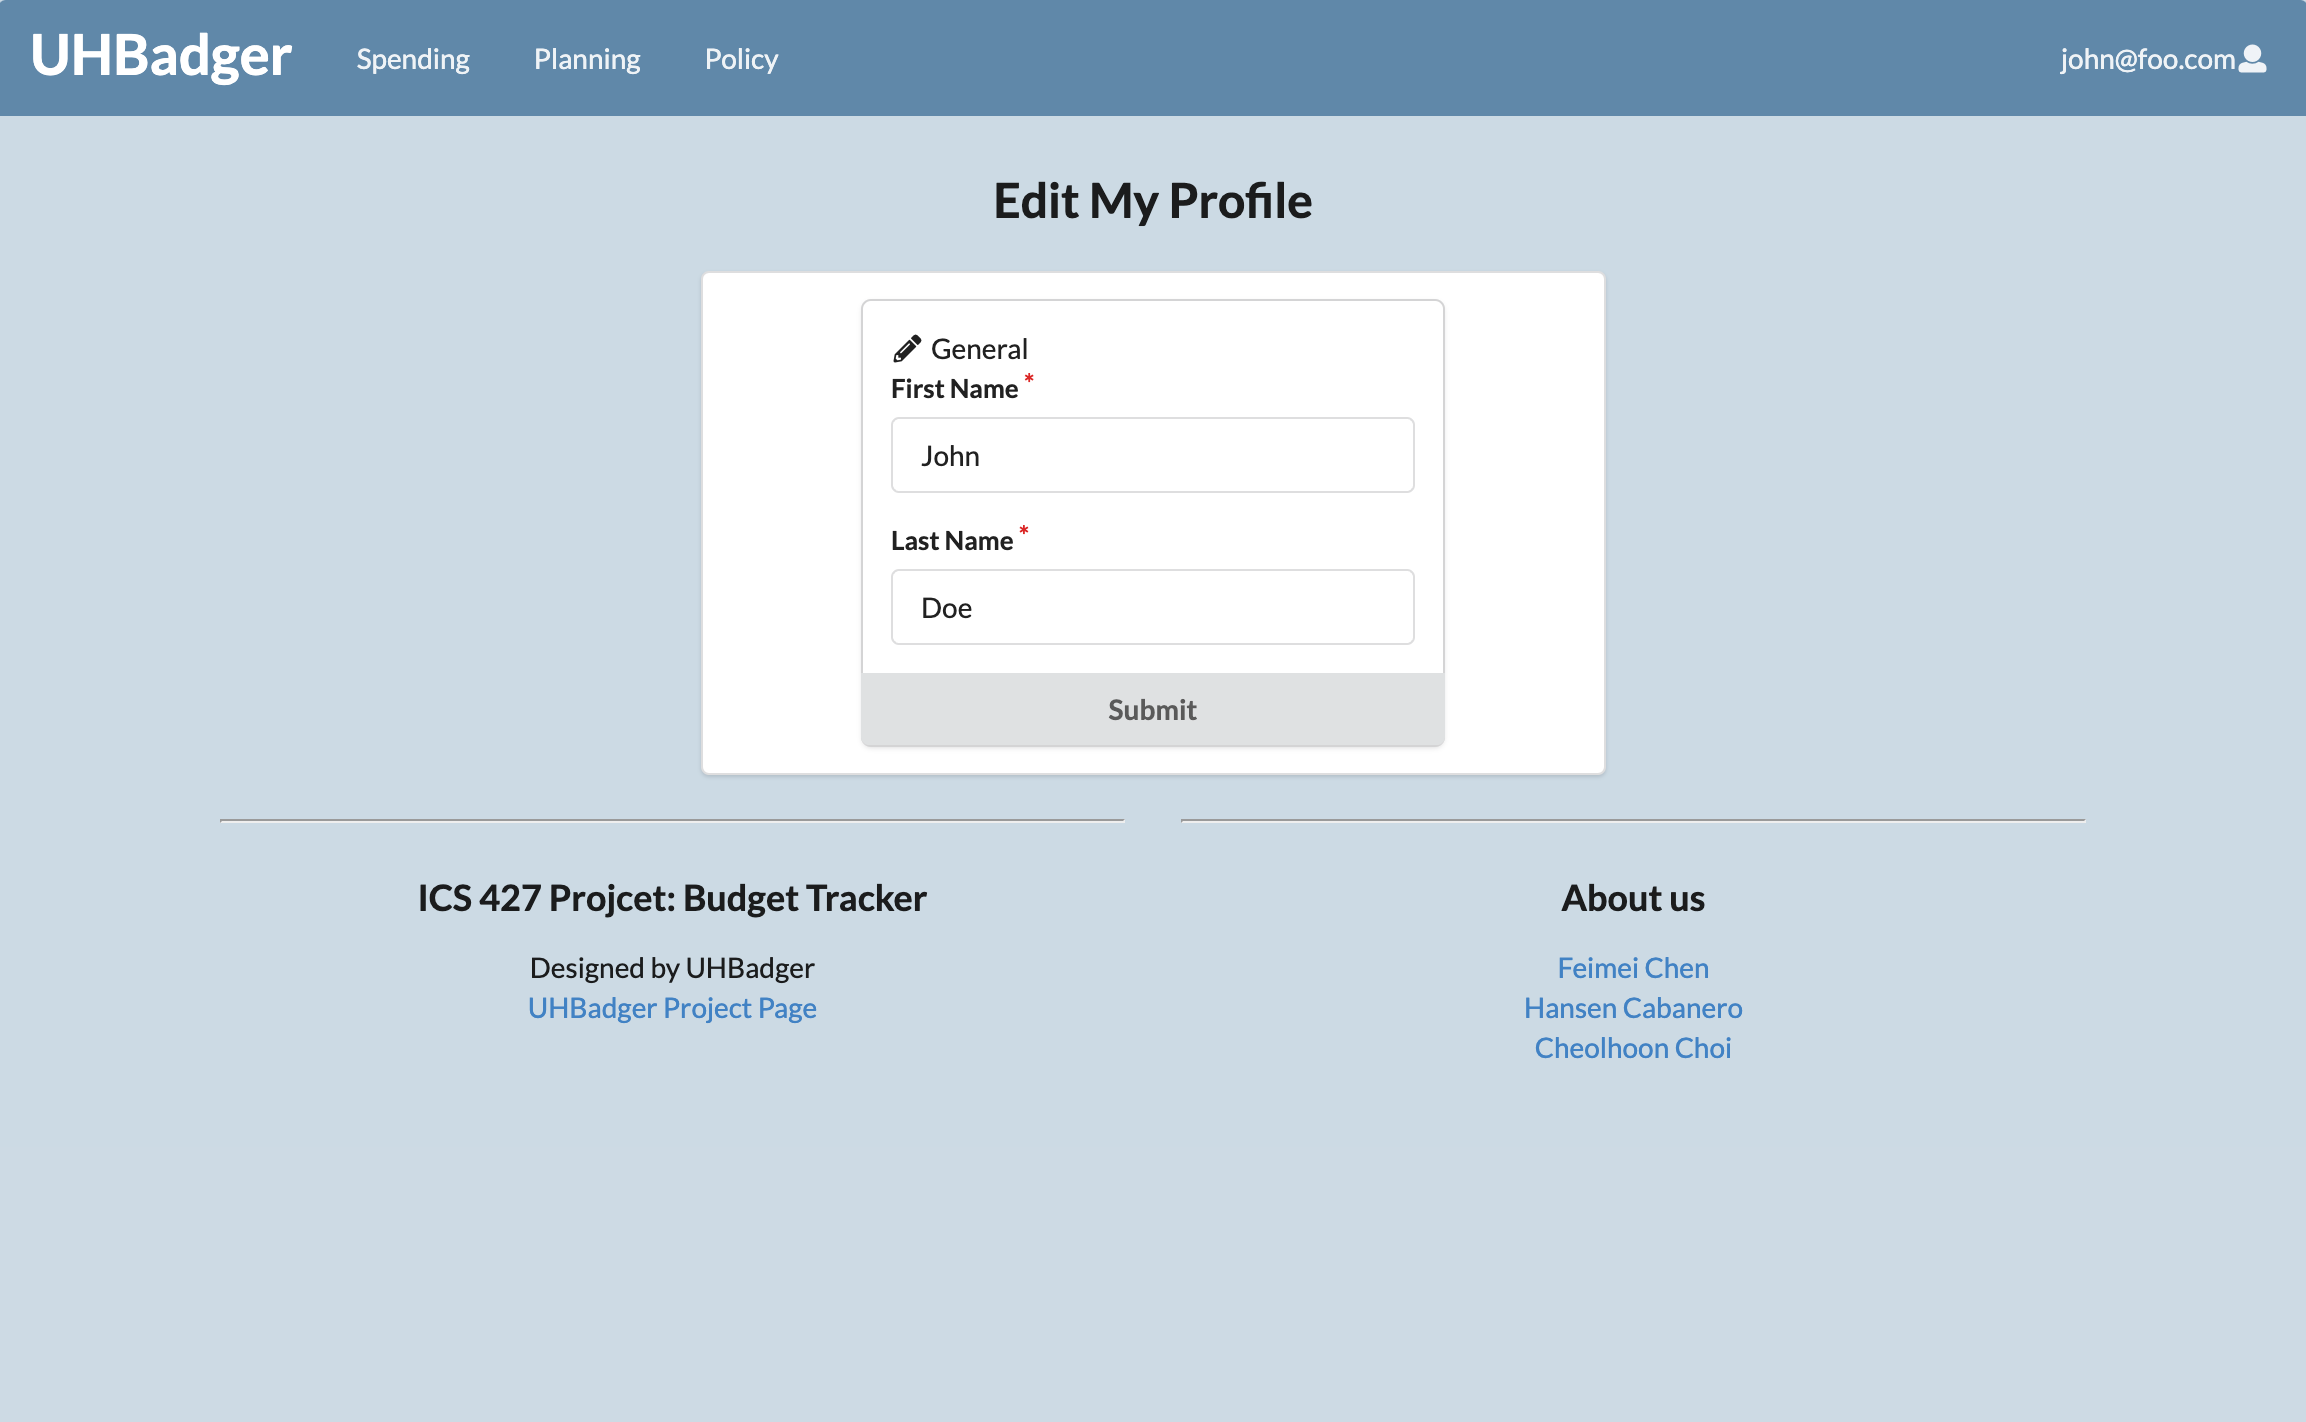 UHBadger Spending Planning Policy john@foo.com
Edit My Profile
General
First Name *
John
Last Name *
Doe
Submit
ICS 427 Projcet: Budget Tracker
Designed by UHBadger
UHBadger Project Page
About us
Feimei Chen
Hansen Cabanero
Cheolhoon Choi